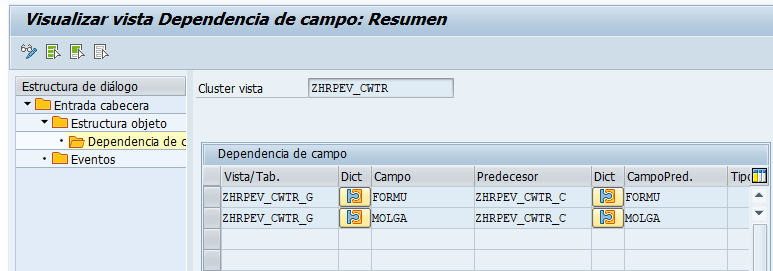 Visualizar vista Dependencia de campo: Resumen
Estructura de diálogo
Entrada cabecera
Estructura objeto
Dependencia de c
Eventos
Cluster vista ZHRPEV_CWTR
Dependencia de campo
Vista/Tab. Dict Campo Predecesor Dict CampoPred. Tipo
ZHRPEV_CWTR_G FORMU ZHRPEV_CWTR_C FORMU
ZHRPEV_CWTR_G MOLGA ZHRPEV_CWTR_C MOLGA